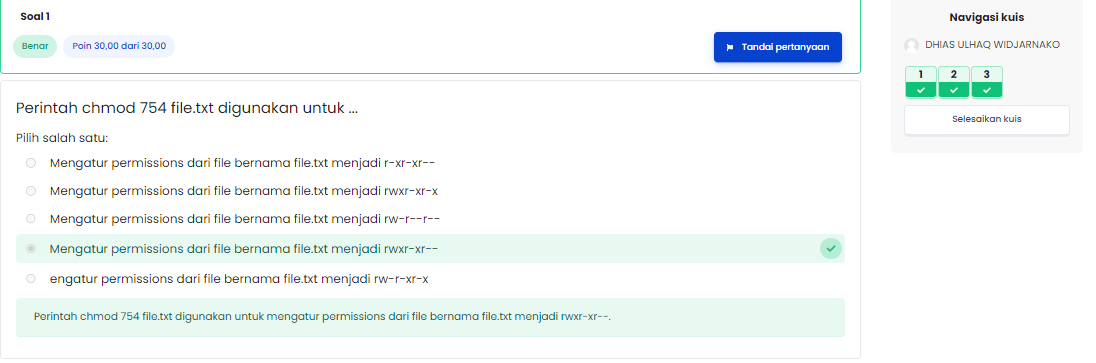 Soal 1
Benar
Poin 30,00 dari 30,00
Tandai pertanyaan
Perintah chmod 754 file.txt digunakan untuk ...
Pilih salah satu:
Mengatur permissions dari file bernama file.txt menjadi r-xr-xr--
Mengatur permissions dari file bernama file.txt menjadi rwxr-xr-x
Mengatur permissions dari file bernama file.txt menjadi rw-r--r--
Mengatur permissions dari file bernama file.txt menjadi rwxr-xr--
engatur permissions dari file bernama file.txt menjadi rw-r-xr-x
Perintah chmod 754 file.txt digunakan untuk mengatur permissions dari file bernama file.txt menjadi rwxr-xr--.
Navigasi kuis
DHIAS ULHAQ WIDJARNAKO
1 2 3
Selesaikan kuis